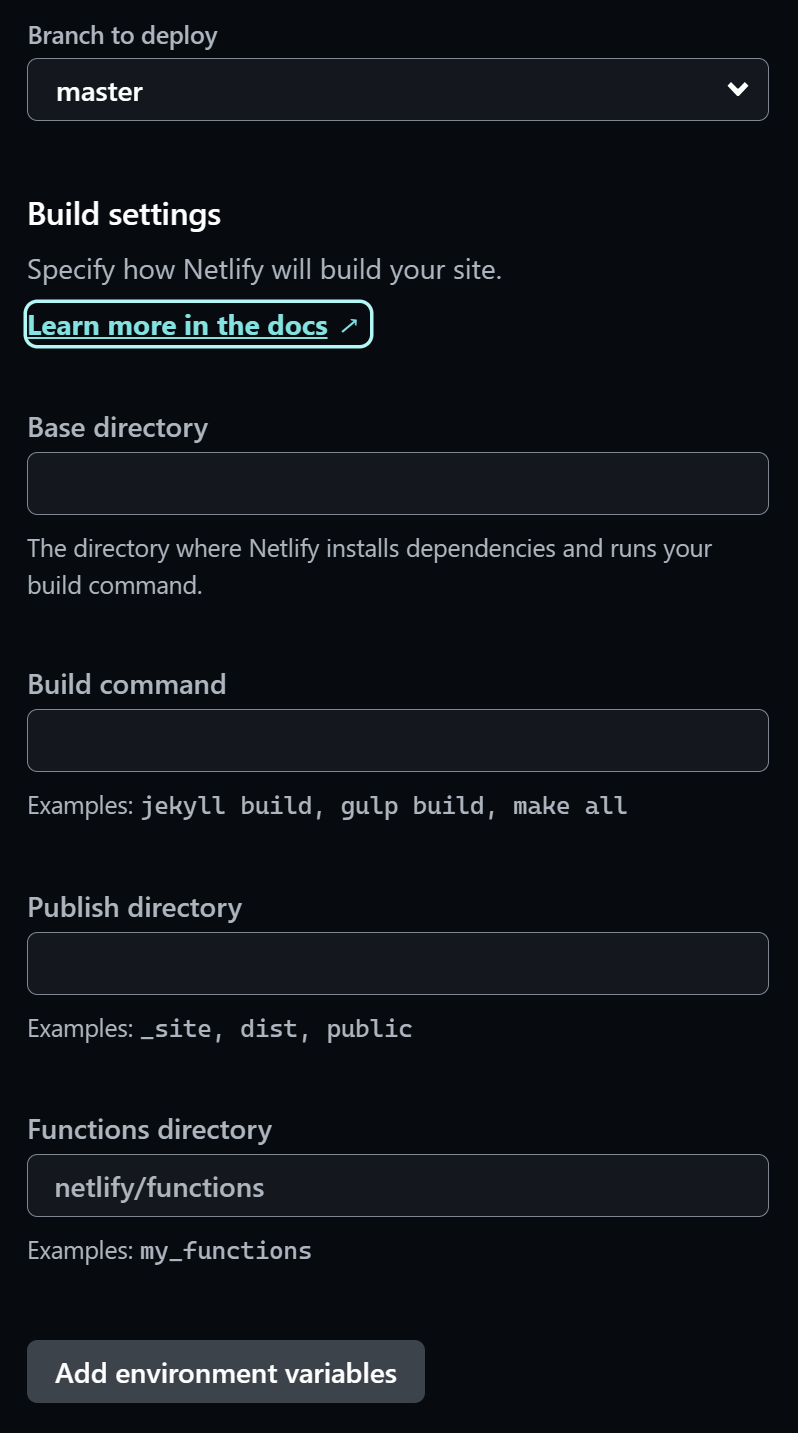 Branch to deploy
master
Build settings
Specify how Netlify will build your site.
Learn more in the docs ↗
Base directory
The directory where Netlify installs dependencies and runs your
build command.
Build command
Examples: jekyll build, gulp build, make all
Publish directory
Examples: _site, dist, public
Functions directory
netlify/functions
Examples: my_functions
Add environment variables